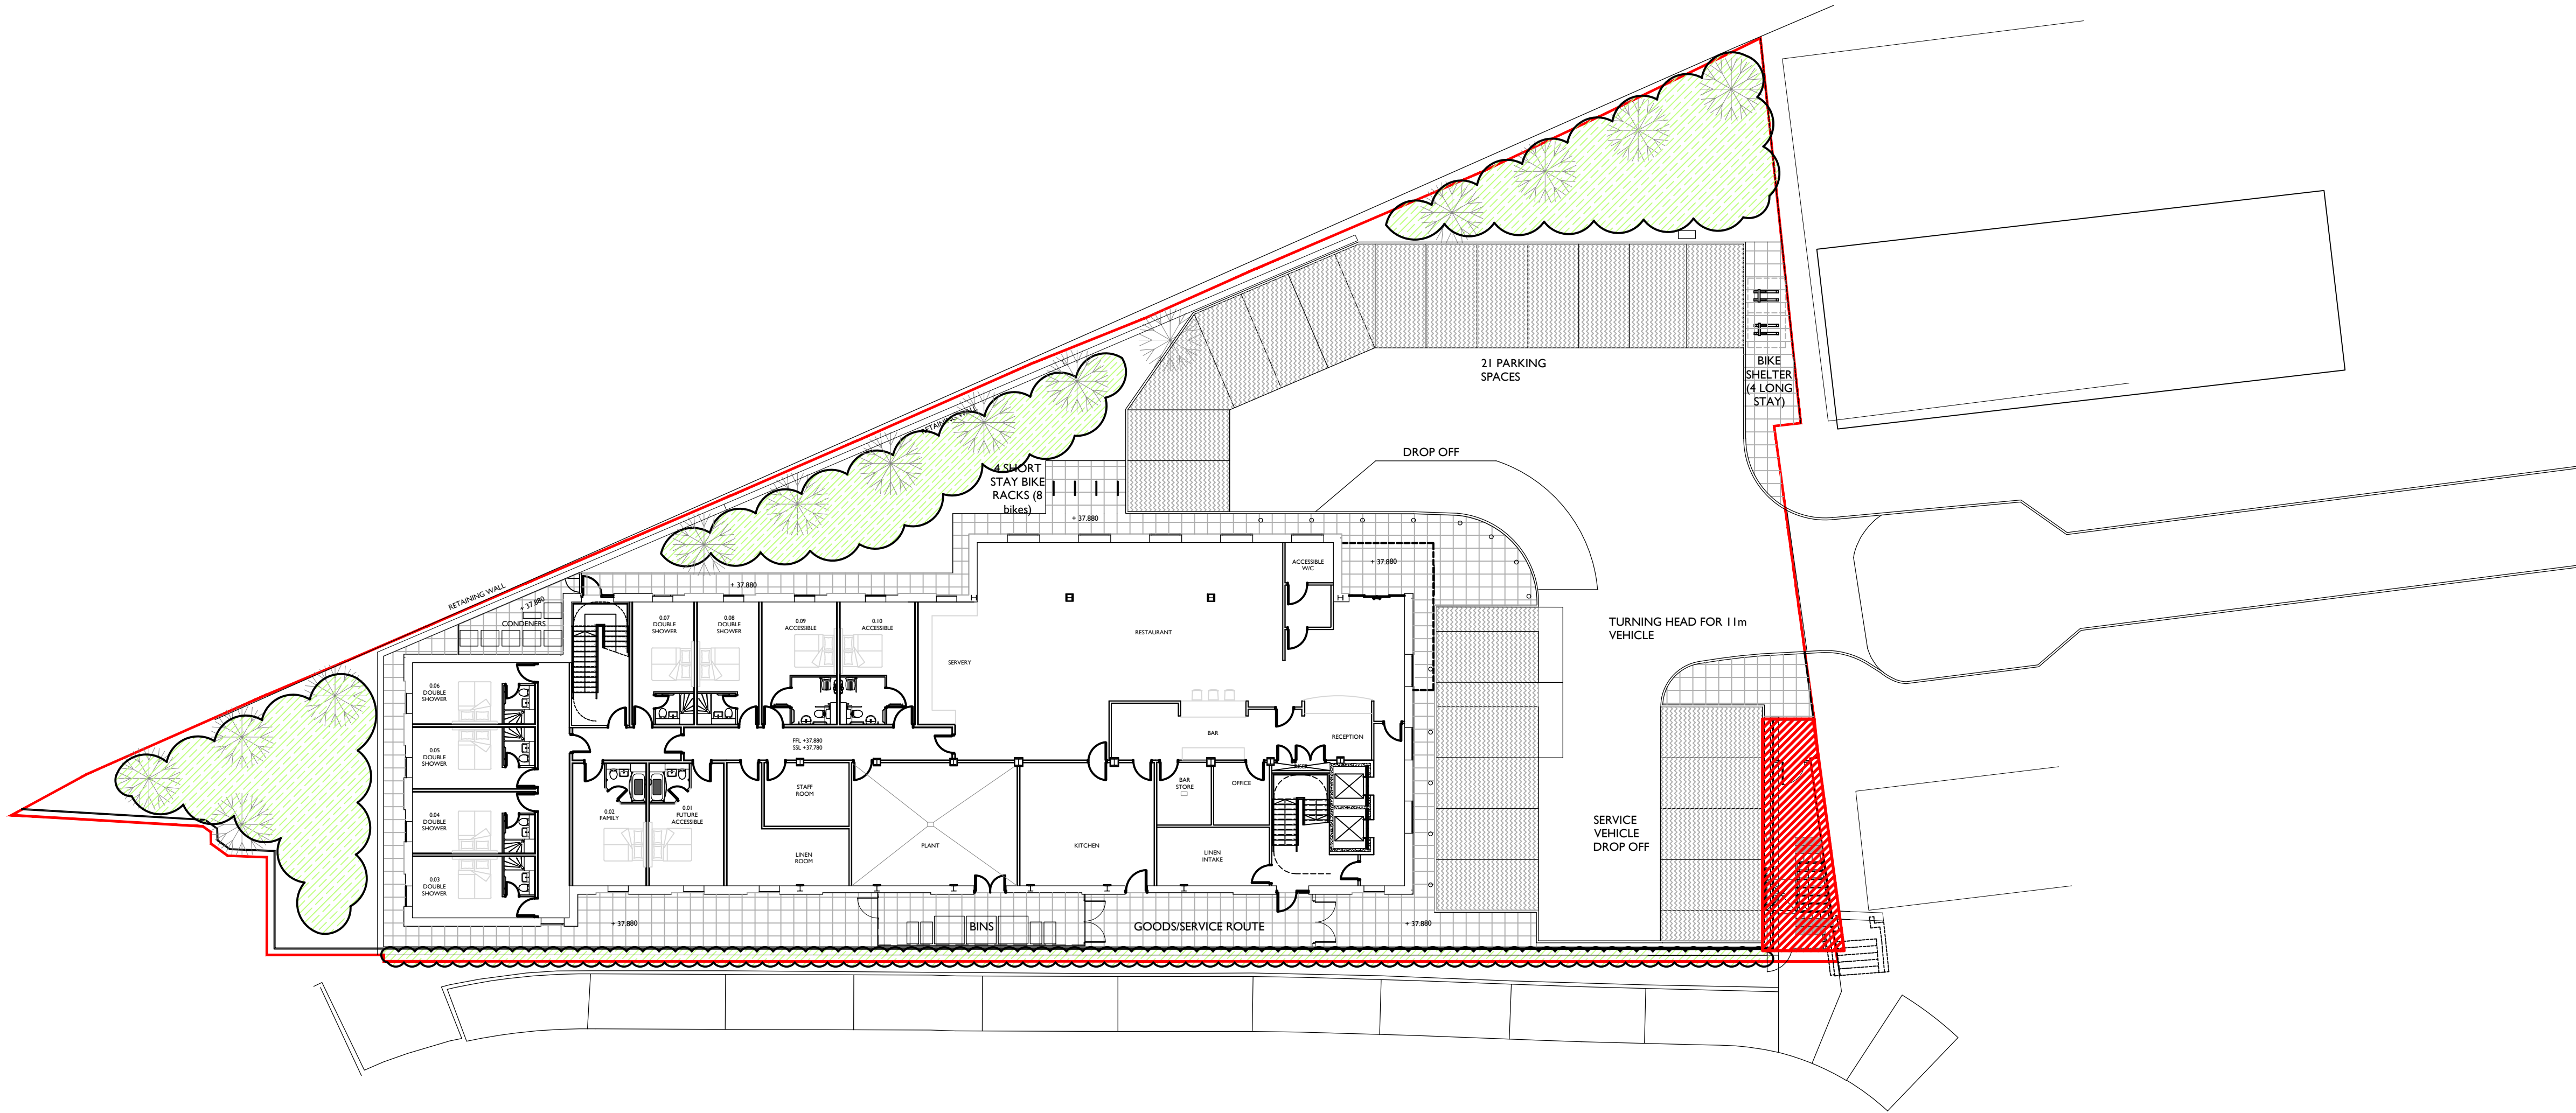 21 PARKING
SPACES
BIKE
SHELTER
(4 LONG
STAY)
RETAINING WALL
DROP OFF
4 SHORT
STAY BIKE
RACKS (8
bikes)
+ 37.880
+ 37.880
ACCESSIBLE
W/C
+ 37.880
RETAINING WALL
+ 37.880
CONDENERS
0.07
DOUBLE
SHOWER
0.08
DOUBLE
SHOWER
0.09
ACCESSIBLE
0.10
ACCESSIBLE
RESTAURANT
SERVERY
TURNING HEAD FOR 11m
VEHICLE
0.06
DOUBLE
SHOWER
0.05
DOUBLE
SHOWER
0.04
DOUBLE
SHOWER
0.03
DOUBLE
SHOWER
FFL +37.880
SSL +37.780
BAR
RECEPTION
0.02
FAMILY
0.01
FUTURE
ACCESSIBLE
STAFF
ROOM
LINEN
ROOM
PLANT
KITCHEN
BAR
STORE
OFFICE
LINEN
INTAKE
SERVICE
VEHICLE
DROP OFF
+ 37.880
BINS
GOODS/SERVICE ROUTE
+ 37.880